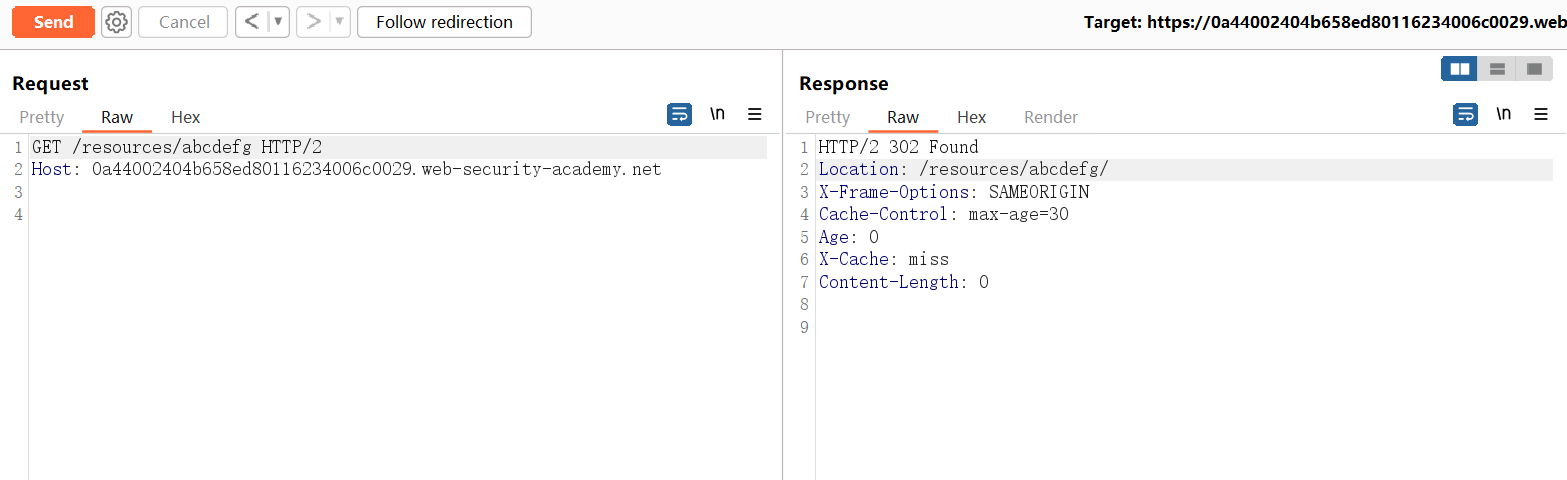 Send Cancel < ▼ > ▼ Follow redirection Target: https://0a44002404b658ed80116234006c0029.web
Request
Pretty Raw Hex \n
1 GET /resources/abcdefg HTTP/2
2 Host: 0a44002404b658ed80116234006c0029.web-security-academy.net
3
4
Response
Pretty Raw Hex Render \n
1 HTTP/2 302 Found
2 Location: /resources/abcdefg/
3 X-Frame-Options: SAMEORIGIN
4 Cache-Control: max-age=30
5 Age: 0
6 X-Cache: miss
7 Content-Length: 0
8
9